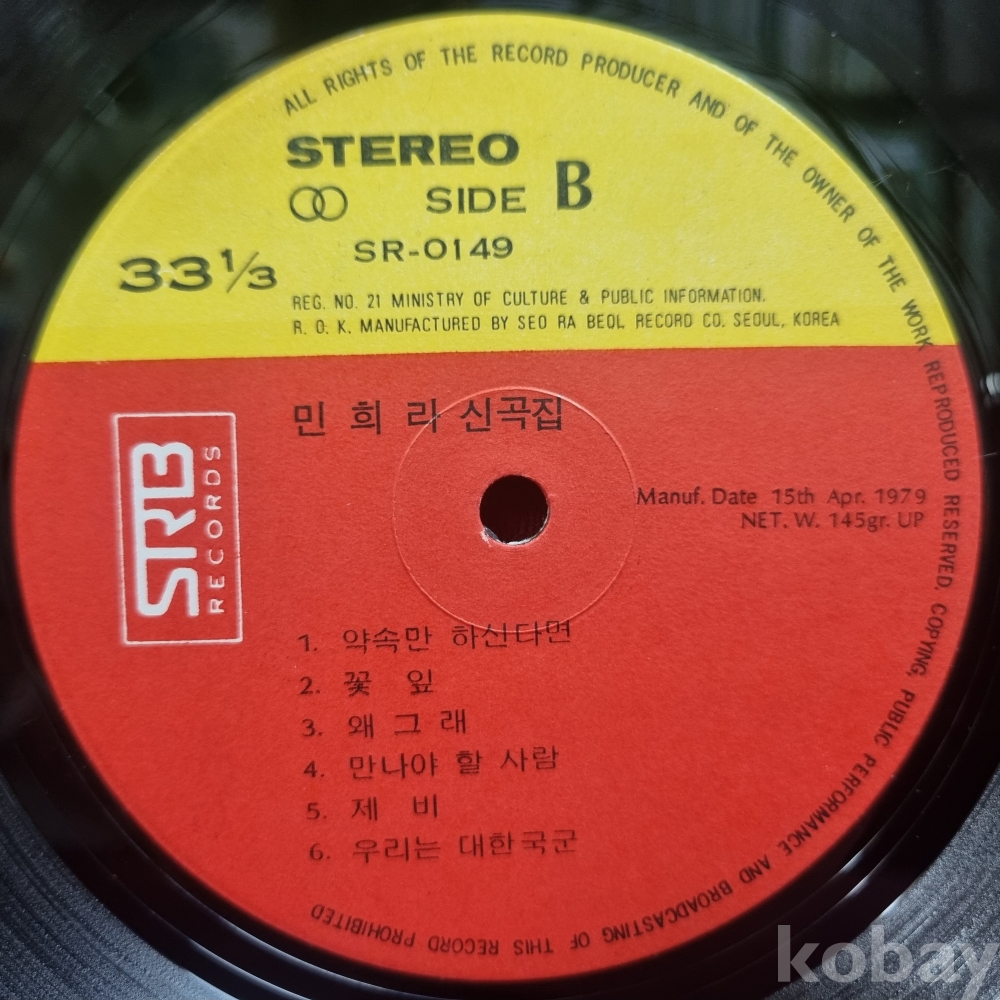 ALL RIGHTS OF THE RECORD PRODUCER AND OF THE OWNER OF THE WORK REPRODUCED RESERVED. COPYING, PUBLIC PERFORMANCE AND BROADCASTING OF THIS RECORD PROHIBITED
STEREO
SIDE B
SR-0149
33 1/3
REG. NO. 21 MINISTRY OF CULTURE & PUBLIC INFORMATION.
R. O. K. MANUFACTURED BY SEO RA BEOL RECORD CO. SEOUL, KOREA
민 희 라 신곡집
SRB
RECORDS
Manuf. Date 15th Apr. 1979
NET. W. 145gr. UP
1. 약속만 하신다면
2. 꽃 잎
3. 왜 그 래
4. 만나야 할 사람
5. 제 비
6. 우리는 대한국군
kobay